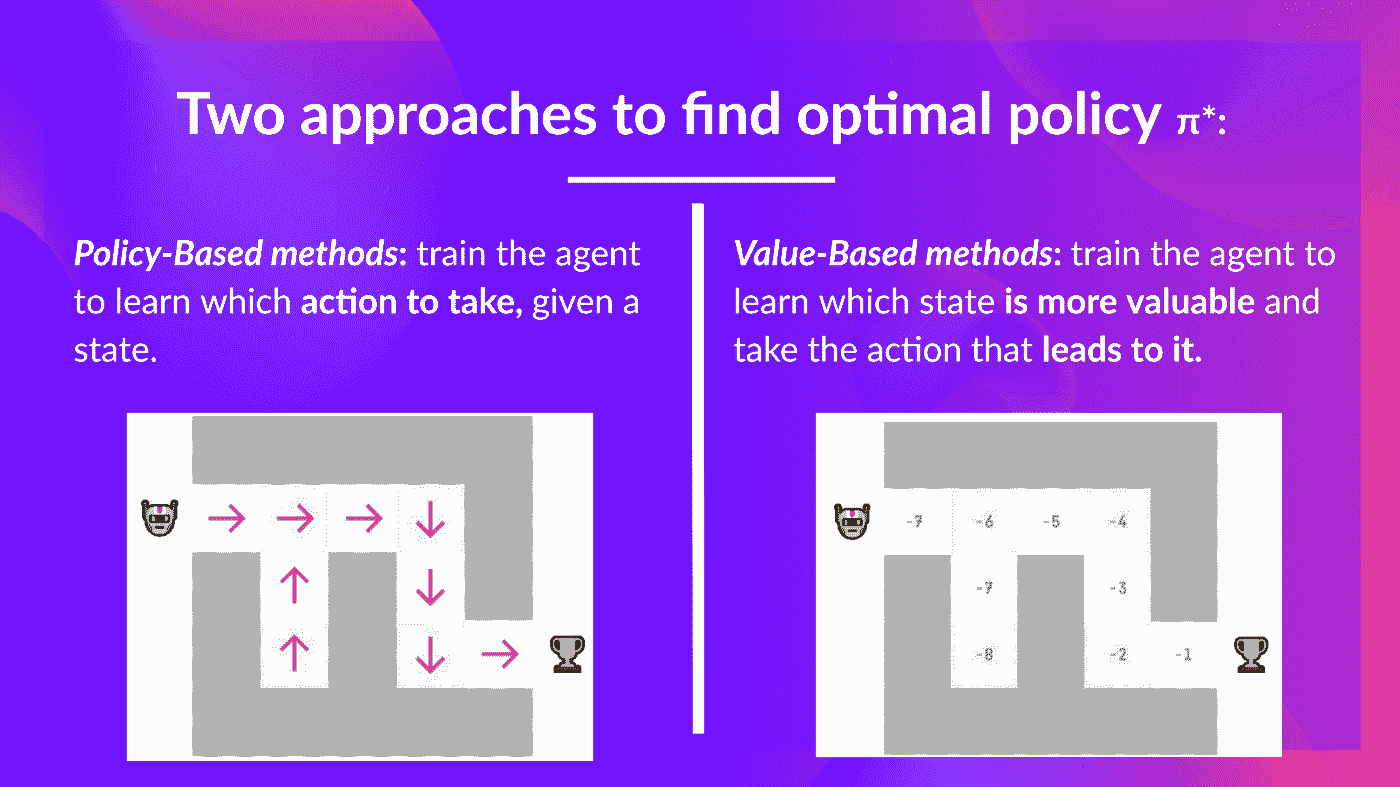 Two approaches to find optimal policy π*:
Policy-Based methods: train the agent
to learn which action to take, given a
state.
Value-Based methods: train the agent to
learn which state is more valuable and
take the action that leads to it.
-7 -6 -5 -4
-7 -3
-8 -2 -1